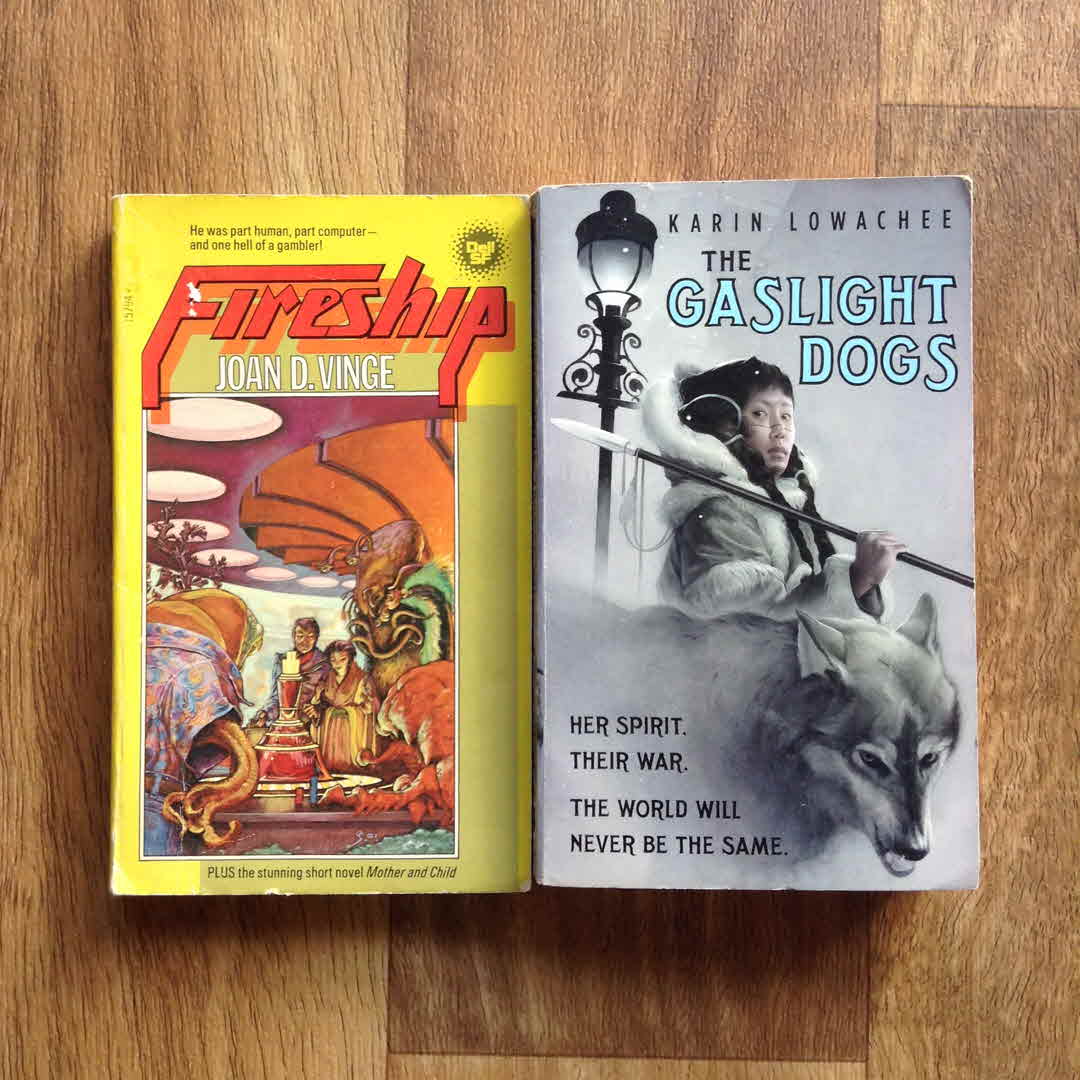 He was part human, part computer—
and one hell of a gambler!
Dell
SF
Fireship
JOAN D. VINGE
PLUS the stunning short novel Mother and Child
KARIN LOWACHEE
THE
GASLIGHT
DOGS
HER SPIRIT.
THEIR WAR.
THE WORLD WILL
NEVER BE THE SAME.